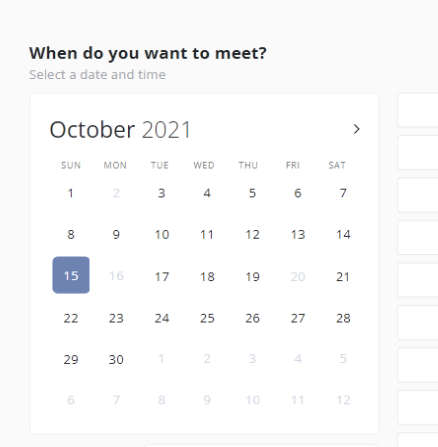 When do you want to meet?
Select a date and time
October 2021
SUN MON TUE WED THU FRI SAT
1 2 3 4 5 6 7
8 9 10 11 12 13 14
15 16 17 18 19 20 21
22 23 24 25 26 27 28
29 30 1 2 3 4 5
6 7 8 9 10 11 12